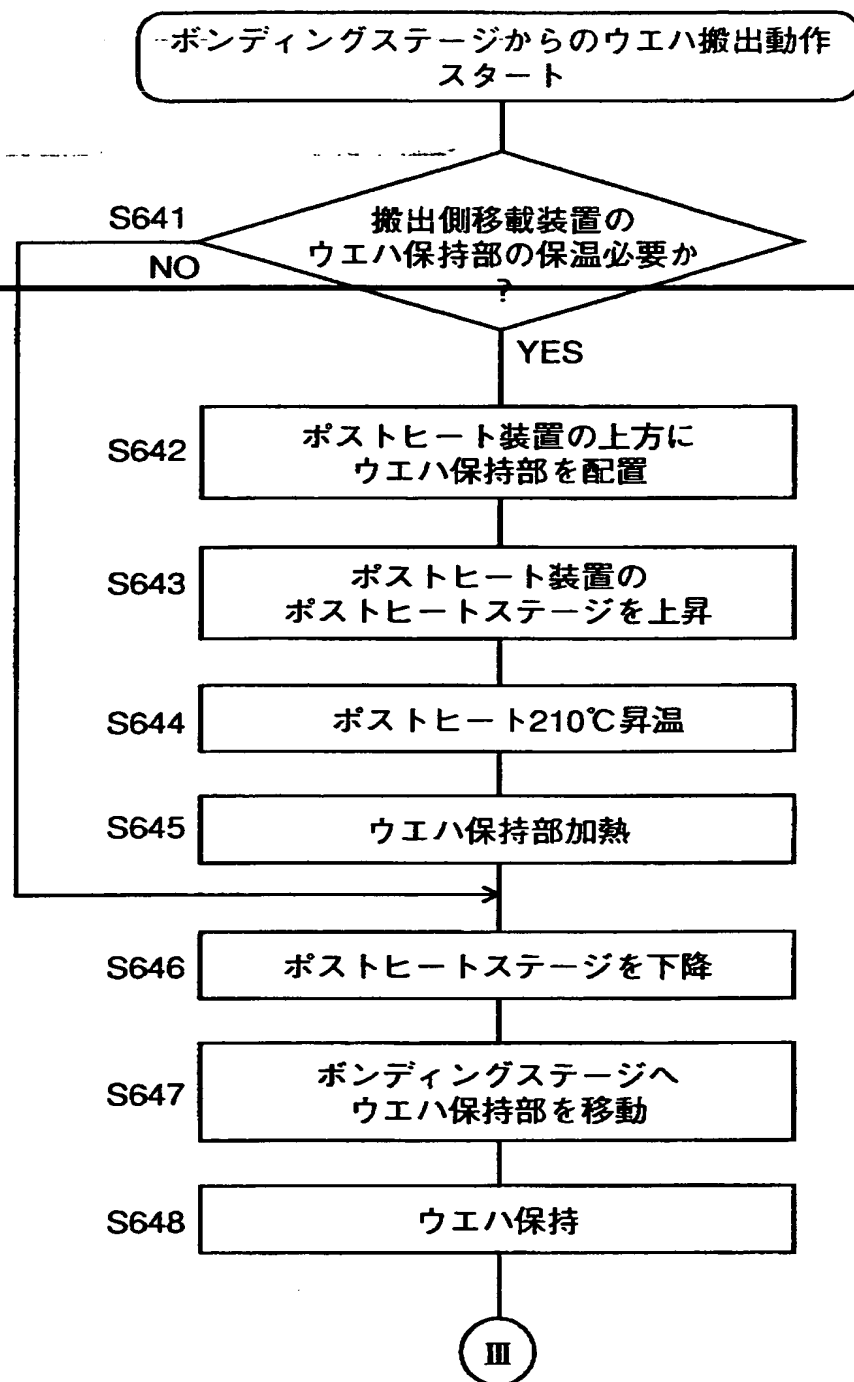 ボンディングステージからのウエハ搬出動作
スタート
S641
搬出側移載装置の
ウエハ保持部の保温必要か
?
NO
YES
S642
ポストヒート装置の上方に
ウエハ保持部を配置
S643
ポストヒート装置の
ポストヒートステージを上昇
S644
ポストヒート210℃昇温
S645
ウエハ保持部加熱
S646
ポストヒートステージを下降
S647
ボンディングステージへ
ウエハ保持部を移動
S648
ウエハ保持
III